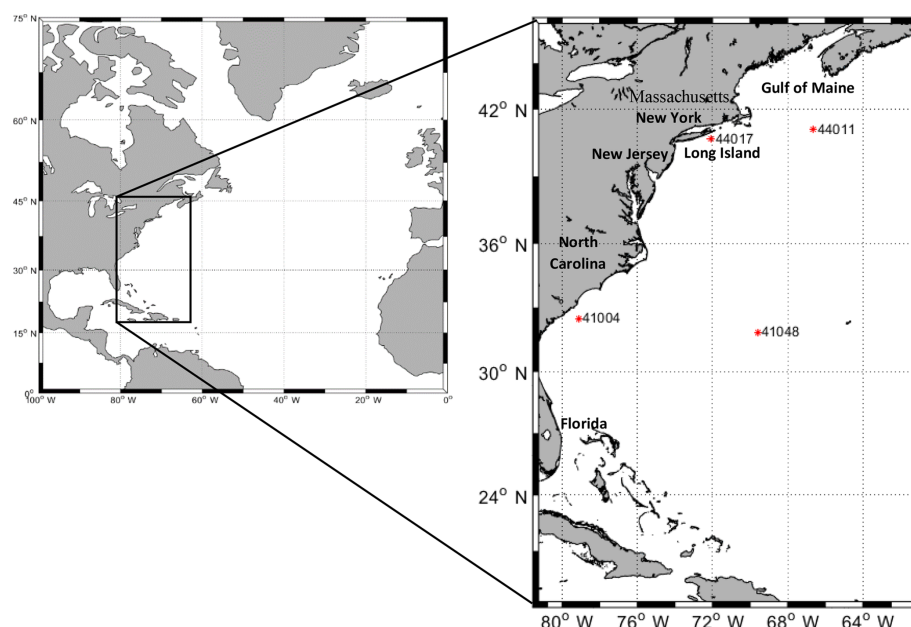 75° N
60° N
45° N
30° N
15° N
0°
100° W
80° W
60° W
40° W
20° W
0°
42° N
36° N
30° N
24° N
80° W
76° W
72° W
68° W
64° W
Gulf of Maine
Massachusetts
New York
44011
44017
New Jersey
Long Island
North
Carolina
41004
41048
Florida